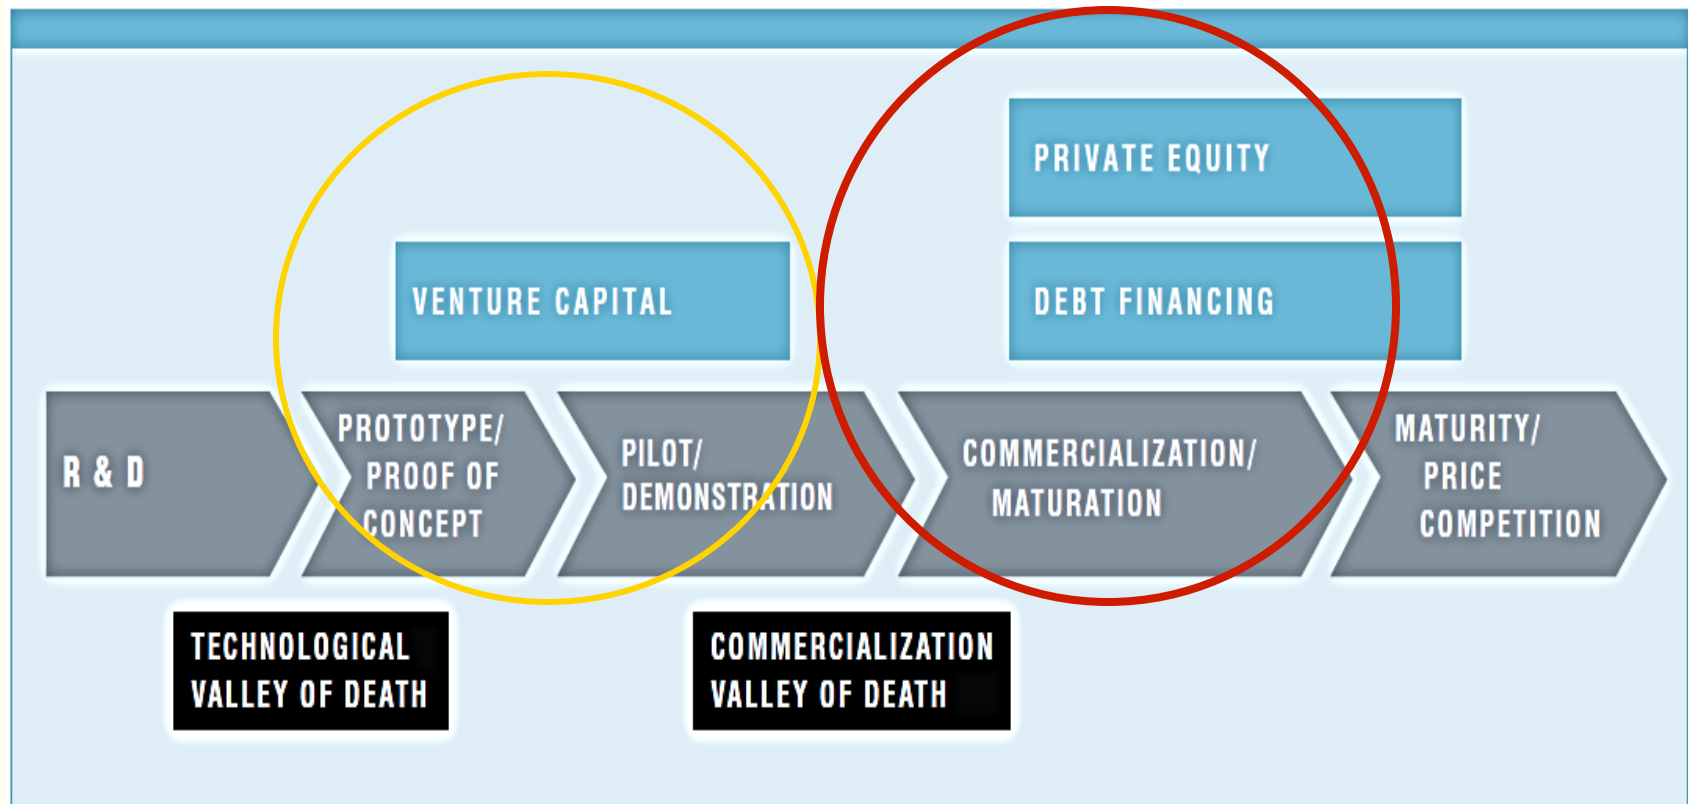 PRIVATE EQUITY
VENTURE CAPITAL
DEBT FINANCING
R & D
PROTOTYPE/
PROOF OF
CONCEPT
PILOT/
DEMONSTRATION
COMMERCIALIZATION/
MATURATION
MATURITY/
PRICE
COMPETITION
TECHNOLOGICAL
VALLEY OF DEATH
COMMERCIALIZATION
VALLEY OF DEATH